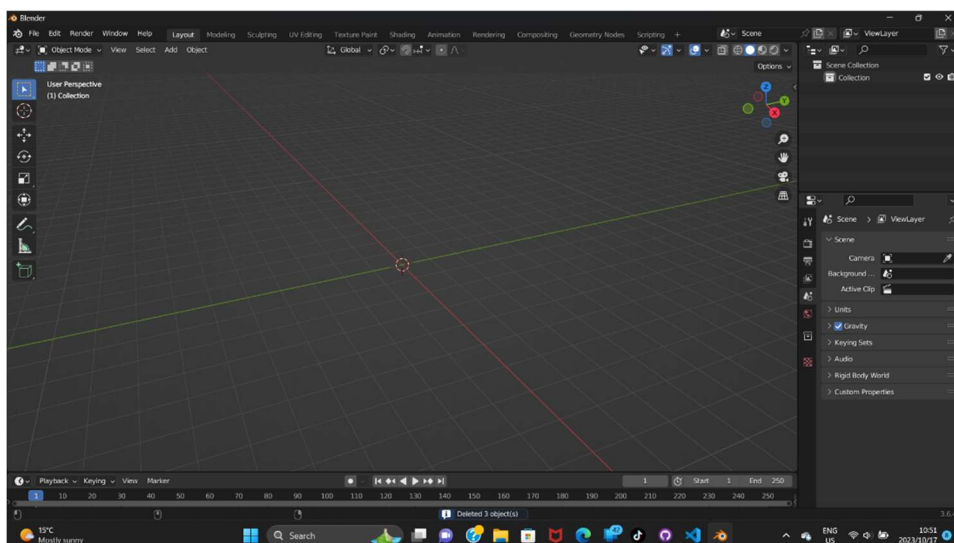 Blender
File Edit Render Window Help Layout Modeling Sculpting UV Editing Texture Paint Shading Animation Rendering Compositing Geometry Nodes Scripting + Scene ViewLayer
Object Mode View Select Add Object Global
Options
User Perspective
(1) Collection
Z
Y
X
Scene Collection
Collection
Scene > ViewLayer
Scene
Camera
Background ...
Active Clip
Units
Gravity
Keying Sets
Audio
Rigid Body World
Custom Properties
Playback Keying View Marker 1 Start 1 End 250
1 10 20 30 40 50 60 70 80 90 100 110 120 130 140 150 160 170 180 190 200 210 220 230 240 250
Deleted 3 object(s) 3.6.
15°C
Mostly sunny
Search
ENG
US
10:51
2023/10/17